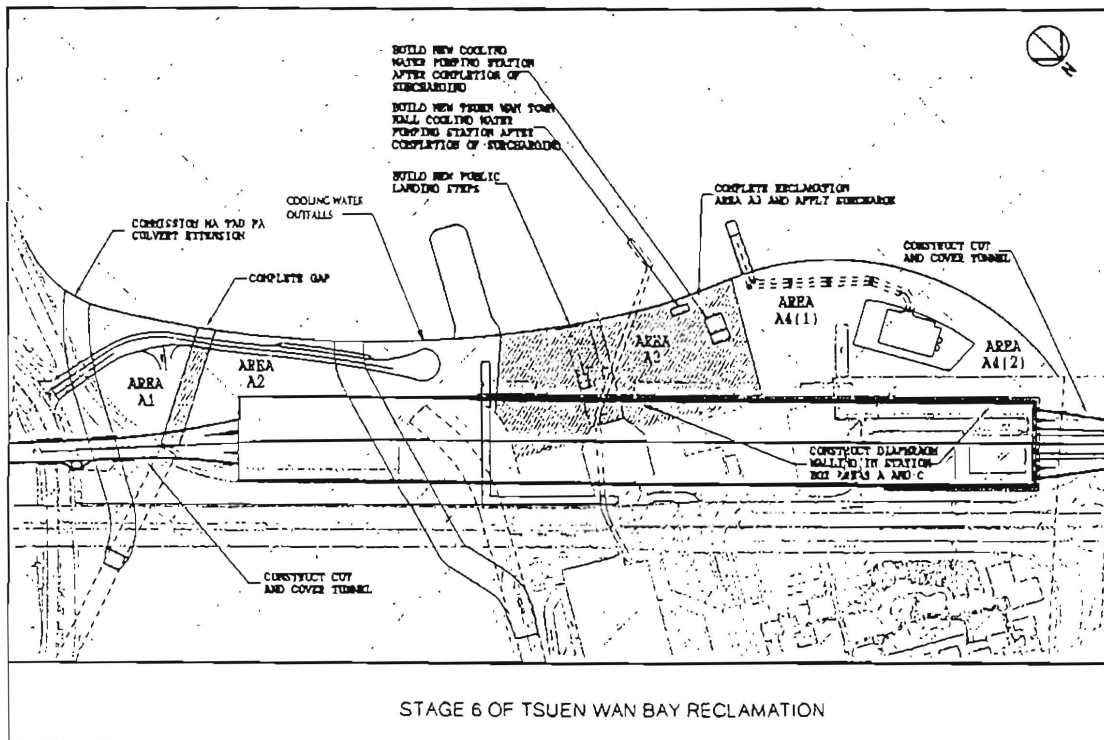 BUILD NEW COOLING
WATER PUMPING STATION
AFTER COMPLETION OF
SURCHARGING
BUILD NEW TSUEN WAN TOWN
HALL COOLING WATER
PUMPING STATION AFTER
COMPLETION OF SURCHARGING
BUILD NEW PUBLIC
LANDING STEPS
COOLING WATER
OUTFALLS
COMMISSION MA TAU PA
CULVERT EXTENSION
COMPLETE GAP
COMPLETE RECLAMATION
AREA A3 AND APPLY SURCHARGE
CONSTRUCT CUT
AND COVER TUNNEL
N
AREA
A1
AREA
A2
AREA
A3
AREA
A4(1)
AREA
A4(2)
CONSTRUCT DIAPHRAGM
WALLING IN STATION
BOX AREAS A AND C
CONSTRUCT CUT
AND COVER TUNNEL
STAGE 6 OF TSUEN WAN BAY RECLAMATION